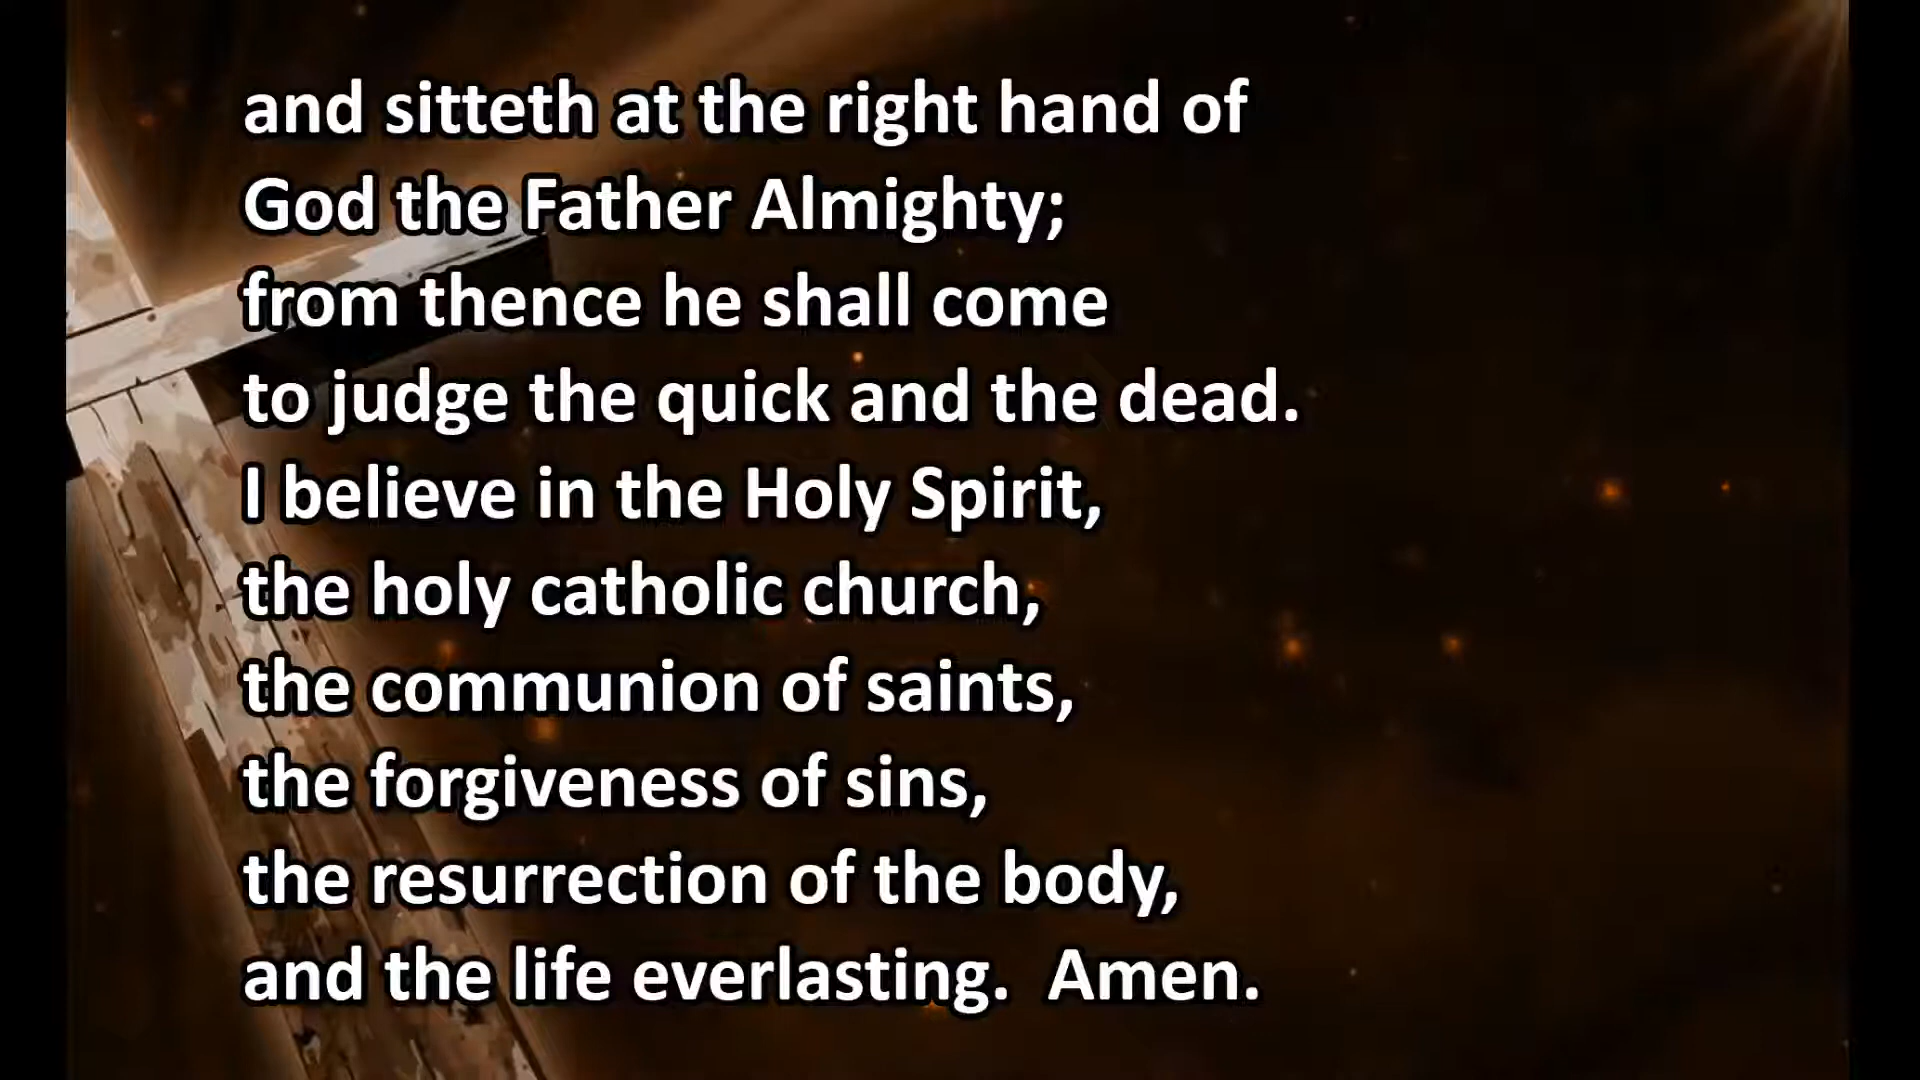 and sitteth at the right hand of
God the Father Almighty;
from thence he shall come
to judge the quick and the dead.
I believe in the Holy Spirit,
the holy catholic church,
the communion of saints,
the forgiveness of sins,
the resurrection of the body,
and the life everlasting.  Amen.